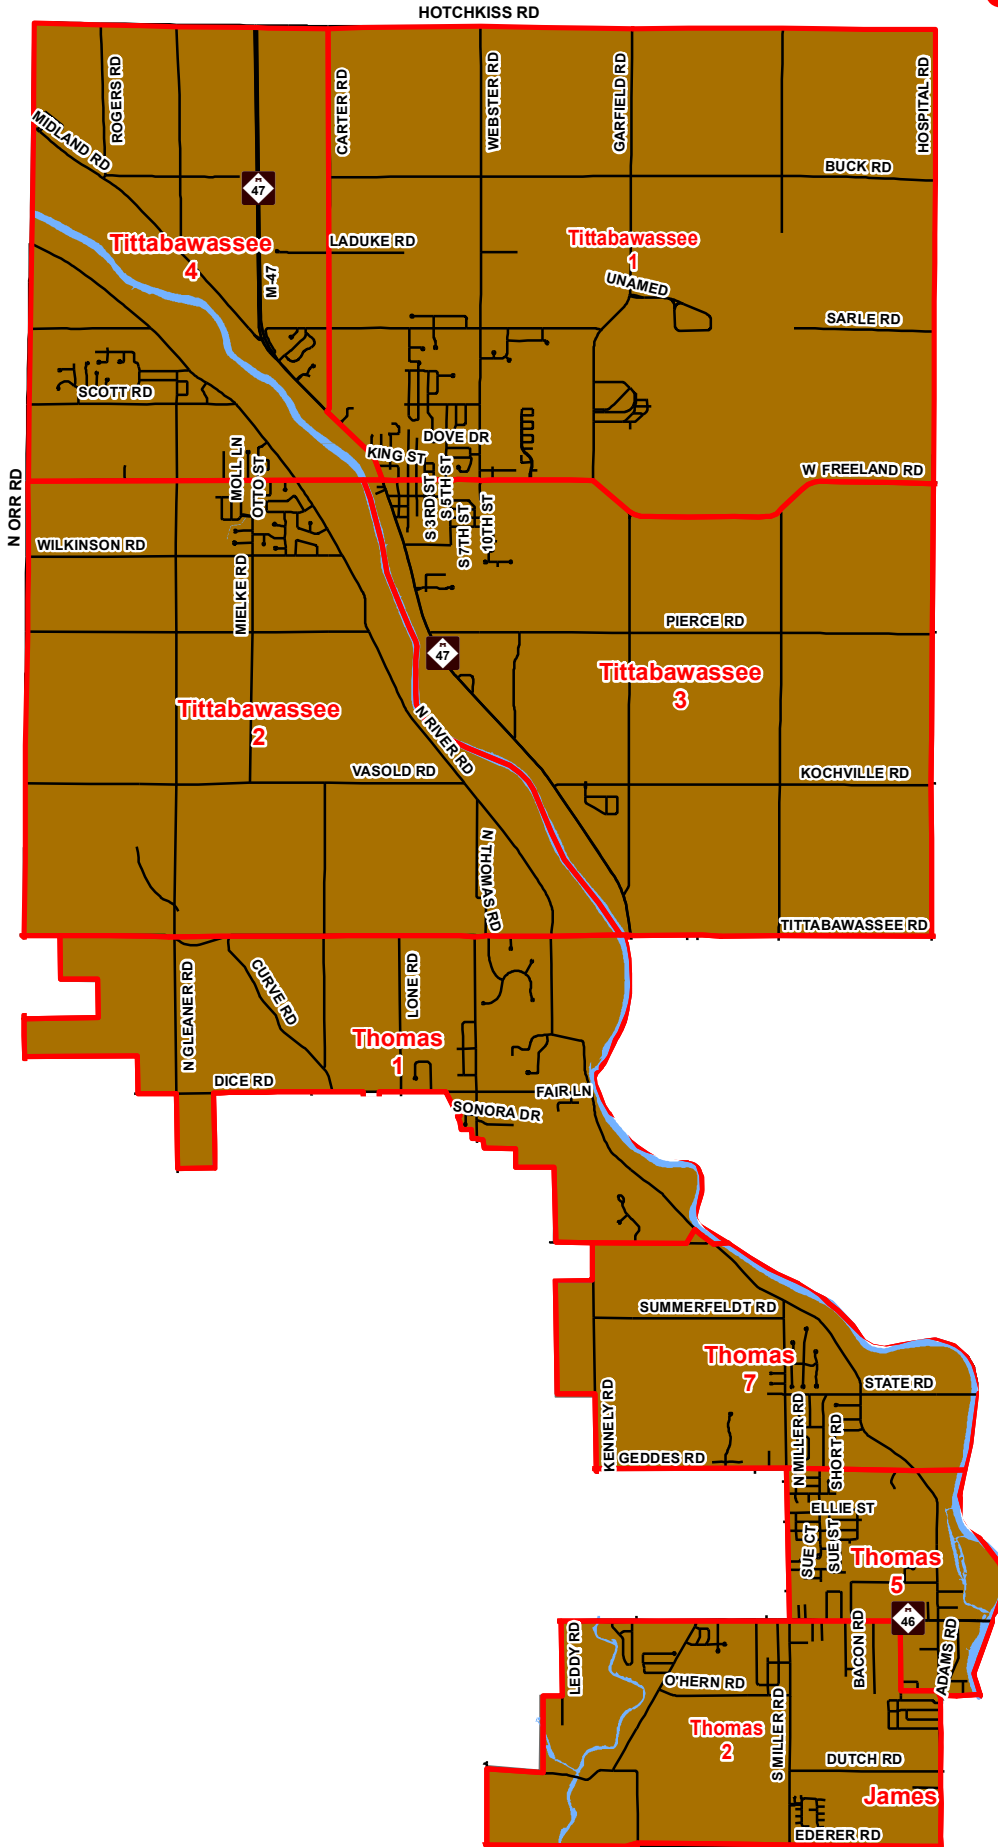 HOTCHKISS RD
ROGERS RD
CARTER RD
WEBSTER RD
GARFIELD RD
HOSPITAL RD
MIDLAND RD
BUCK RD
M
47
Tittabawassee
4
LADUKE RD
Tittabawassee
1
M-47
UNAMED
SARLE RD
SCOTT RD
DOVE DR
KING ST
W FREELAND RD
N ORR RD
MOLL LN
OTTO ST
S 3RD ST
S 5TH ST
S 7TH ST
10TH ST
WILKINSON RD
MIELKE RD
PIERCE RD
M
47
Tittabawassee
3
Tittabawassee
2
N RIVER RD
VASOLD RD
KOCHVILLE RD
N THOMAS RD
TITTABAWASSEE RD
N GLEANER RD
CURVE RD
LONE RD
Thomas
1
DICE RD
FAIR LN
SONORA DR
SUMMERFELDT RD
Thomas
7
STATE RD
KENNELY RD
N MILLER RD
SHORT RD
GEDDES RD
ELLIE ST
SUE CT
SUE ST
Thomas
5
M
46
LEDDY RD
BACON RD
ADAMS RD
O'HERN RD
S MILLER RD
Thomas
2
DUTCH RD
James
EDERER RD